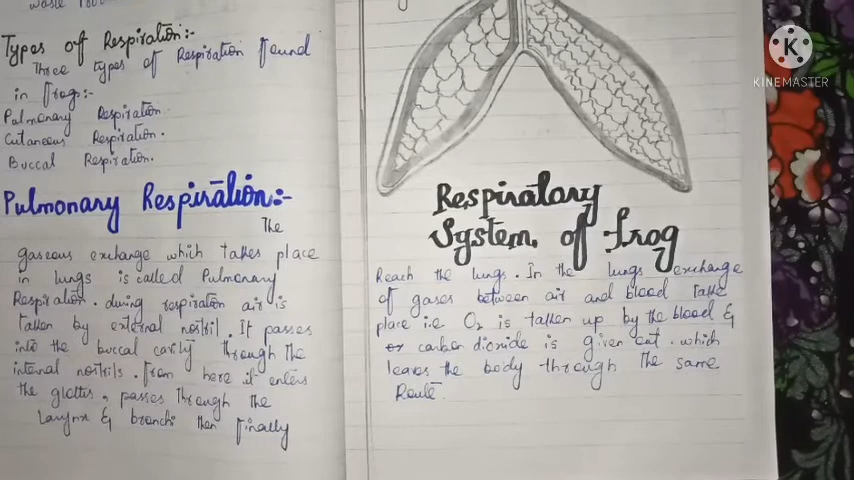 waste
Types of Respiration:-
Three types of Respiration found
in frog:-
Pulmonary Respiration.
Cutaneous Respiration.
Buccal Respiration.
Pulmonary Respiration:-
The
gaseous exchange which takes place
in lungs is called Pulmonary
Respiration. during respiration air is
taken by external nostril. It passes
into the buccal cavity through the
internal nostrils. From here it enters
the glottis, passes through the
Larynx & bronchi then finally
K
KINEMASTER
Respiratory
System of frog
Reach the lungs. In the lungs exchange
of gases between air and blood take
place i.e O2 is taken up by the blood &
or carbon dioxide is given out. which
leaves the body through the same
Route.